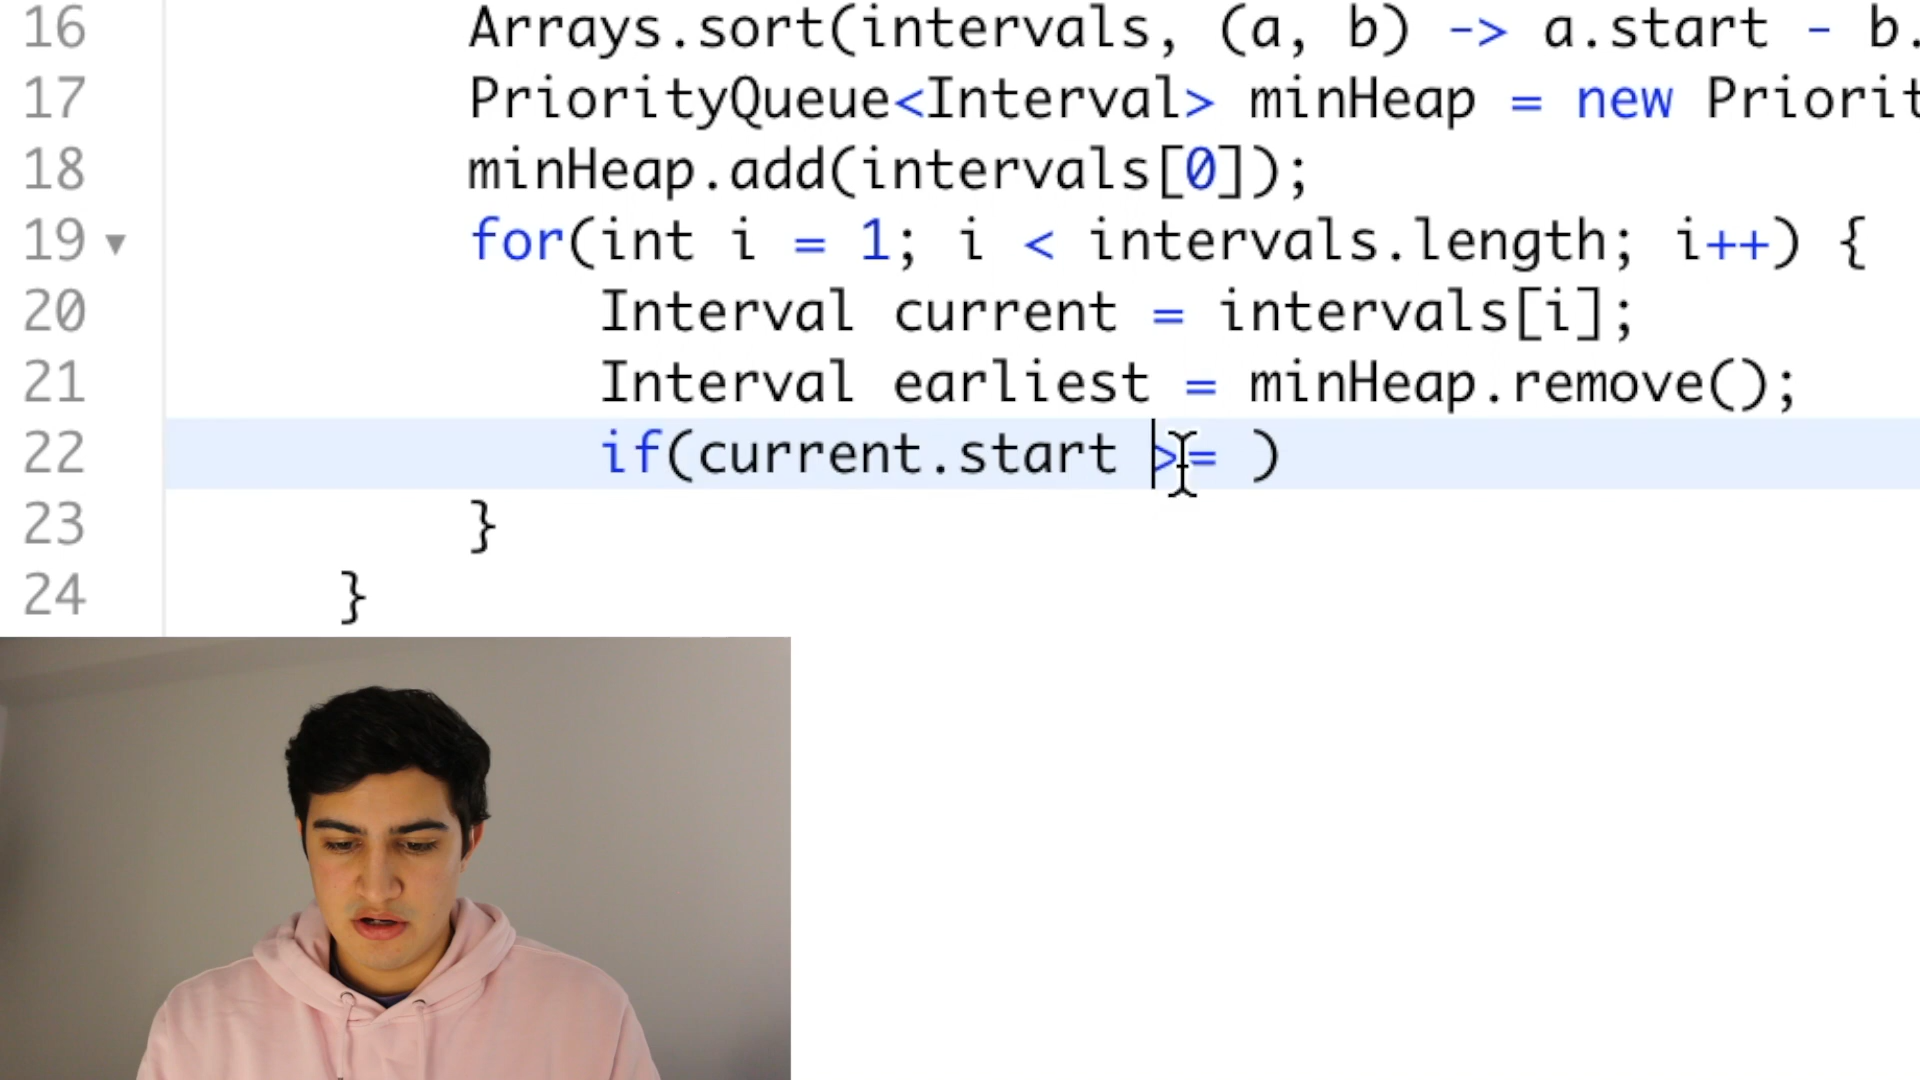 16 Arrays.sort(intervals, (a, b) -> a.start - b.
17 PriorityQueue<Interval> minHeap = new Priorit
18 minHeap.add(intervals[0]);
19 for(int i = 1; i < intervals.length; i++) {
20 Interval current = intervals[i];
21 Interval earliest = minHeap.remove();
22 if(current.start >= )
23 }
24 }